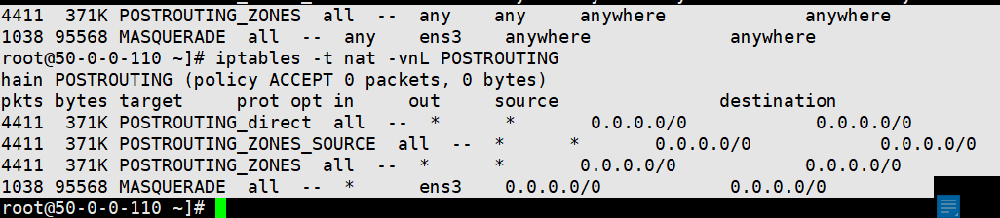 4411  371K POSTROUTING_ZONES  all  --  any    any     anywhere             anywhere
1038 95568 MASQUERADE  all  --  any    ens3    anywhere             anywhere
root@50-0-0-110 ~]# iptables -t nat -vnL POSTROUTING
hain POSTROUTING (policy ACCEPT 0 packets, 0 bytes)
pkts bytes target     prot opt in     out     source               destination
4411  371K POSTROUTING_direct  all  --  *      *       0.0.0.0/0            0.0.0.0/0
4411  371K POSTROUTING_ZONES_SOURCE  all  --  *      *       0.0.0.0/0            0.0.0.0/0
4411  371K POSTROUTING_ZONES  all  --  *      *       0.0.0.0/0            0.0.0.0/0
1038 95568 MASQUERADE  all  --  *      ens3    0.0.0.0/0            0.0.0.0/0
root@50-0-0-110 ~]#